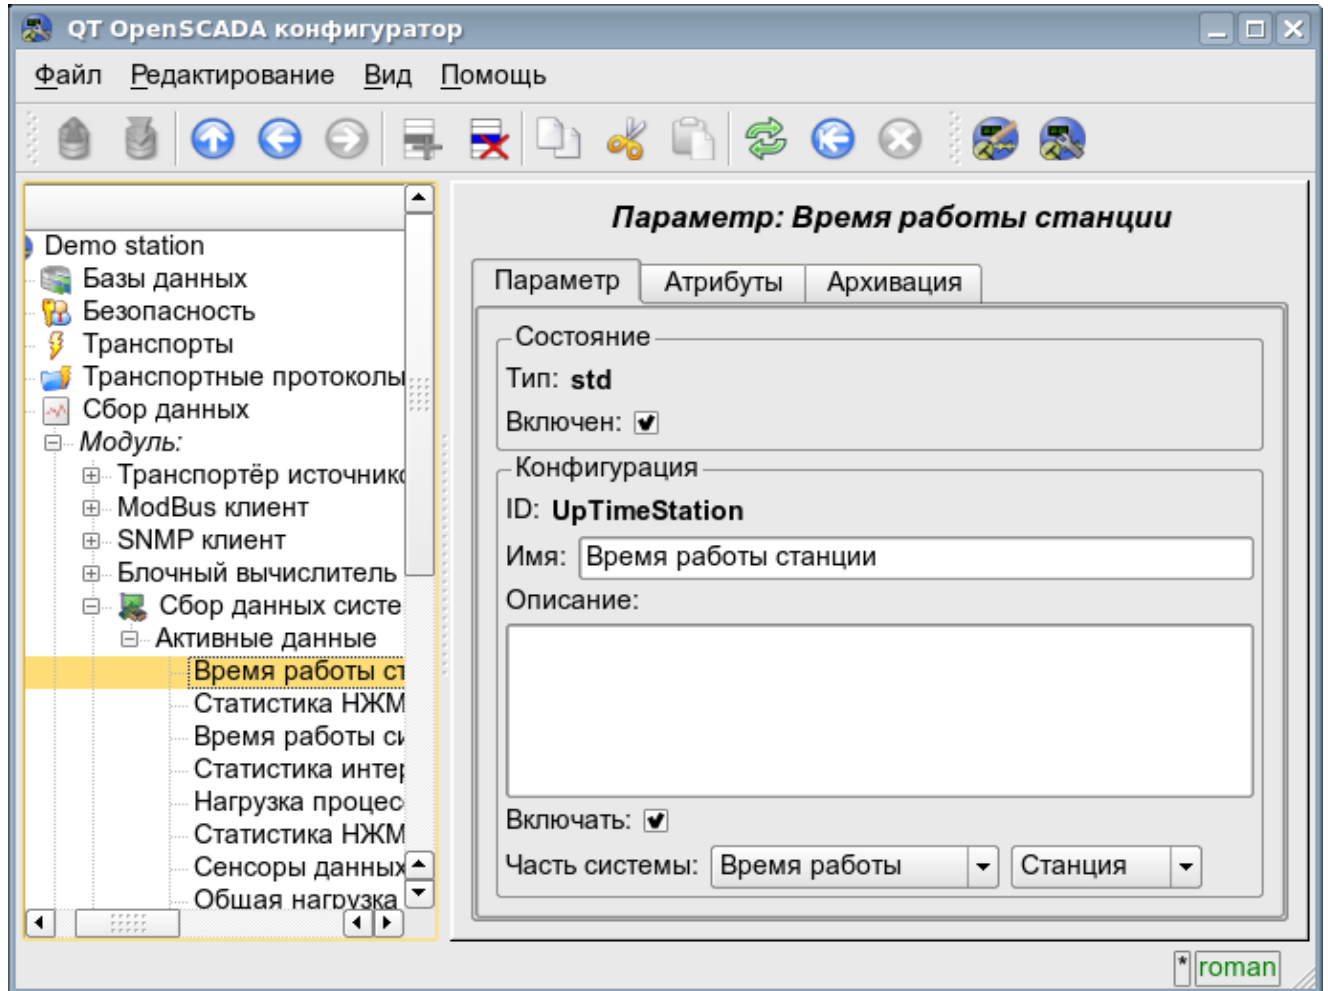 QT OpenSCADA конфигуратор
Файл Редактирование Вид Помощь
Demo station
Базы данных
Безопасность
Транспорты
Транспортные протоколы
Сбор данных
Модуль:
Транспортёр источнико
ModBus клиент
SNMP клиент
Блочный вычислитель
Сбор данных систе
Активные данные
Время работы ст
Статистика НЖМ
Время работы си
Статистика интер
Нагрузка процес
Статистика НЖМ
Сенсоры данных
Общая нагрузка
Параметр: Время работы станции
Параметр Атрибуты Архивация
Состояние
Тип: std
Включен:
Конфигурация
ID: UpTimeStation
Имя: Время работы станции
Описание:
Включать:
Часть системы: Время работы Станция
* roman